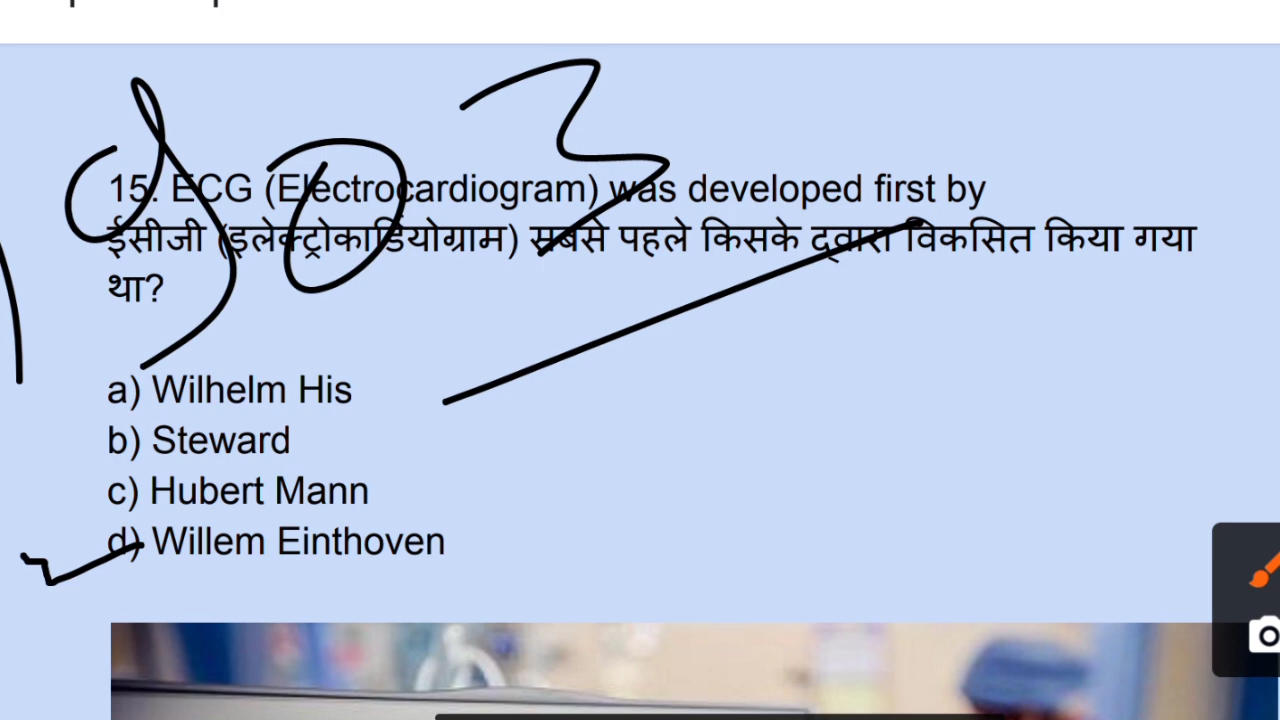 15. ECG (Electrocardiogram) was developed first by
ईसीजी (इलेक्ट्रोकार्डियोग्राम) सबसे पहले किसके द्वारा विकसित किया गया
था?
a) Wilhelm His
b) Steward
c) Hubert Mann
d) Willem Einthoven